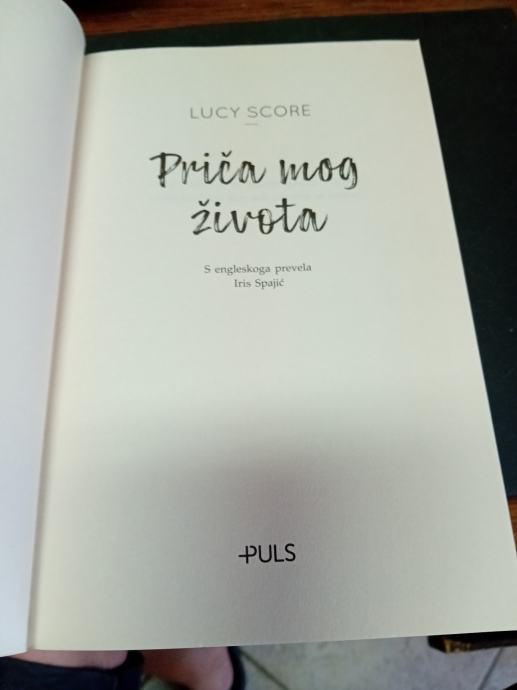 LUCY SCORE
Priča mog
života
S engleskoga prevela
Iris Spajić
PULS